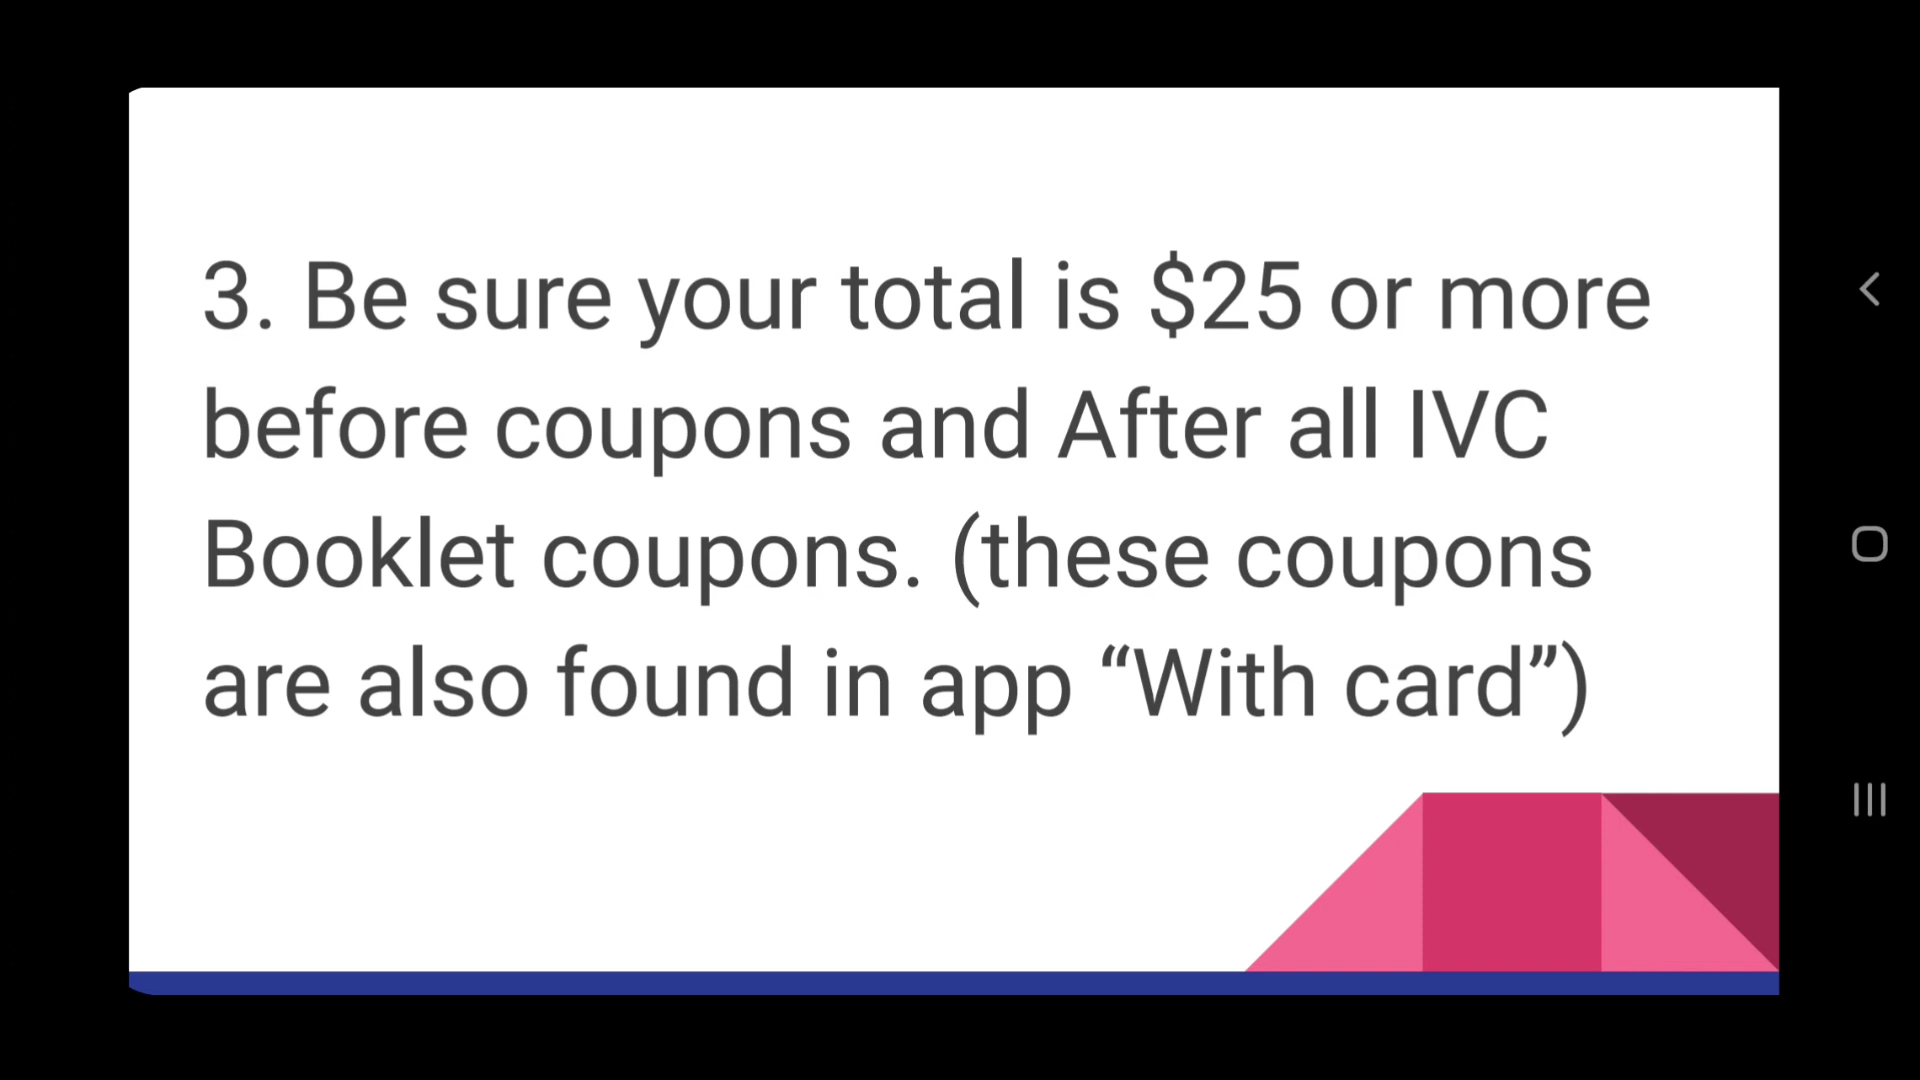 3. Be sure your total is $25 or more
before coupons and After all IVC
Booklet coupons. (these coupons
are also found in app “With card”)